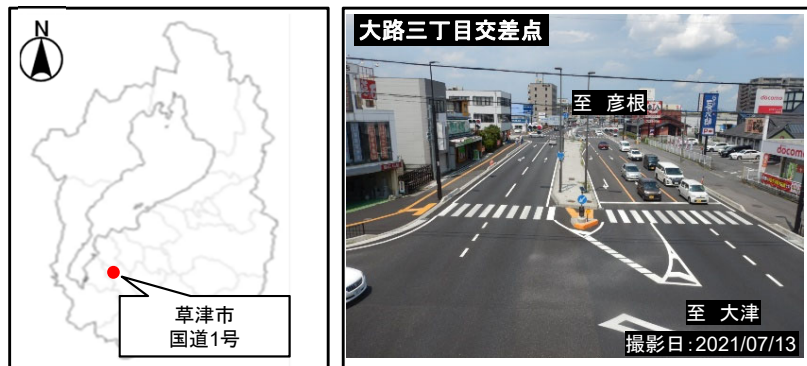 N
草津市
国道1号
大路三丁目交差点
至 彦根
docomo
docomo
至 大津
撮影日：2021/07/13